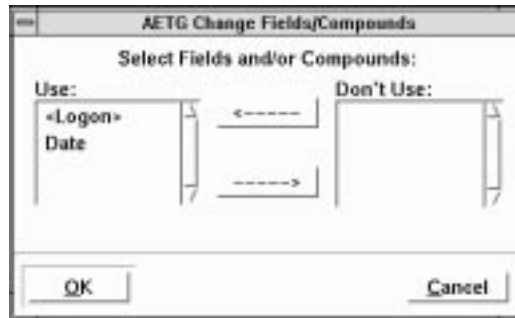 AETG Change Fields/Compounds
Select Fields and/or Compounds:
Use: Don't Use:
<Logon> <-----
Date
----->
OK Cancel